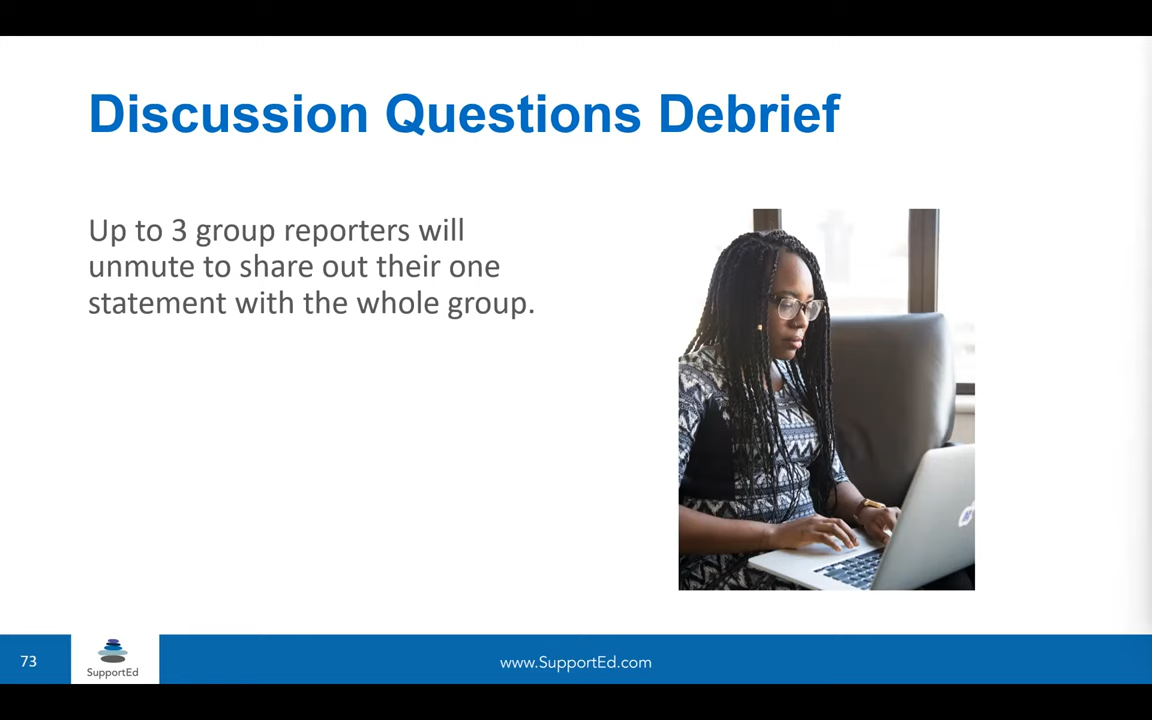 Discussion Questions Debrief
Up to 3 group reporters will
unmute to share out their one
statement with the whole group.
73
SupportEd
www.SupportEd.com